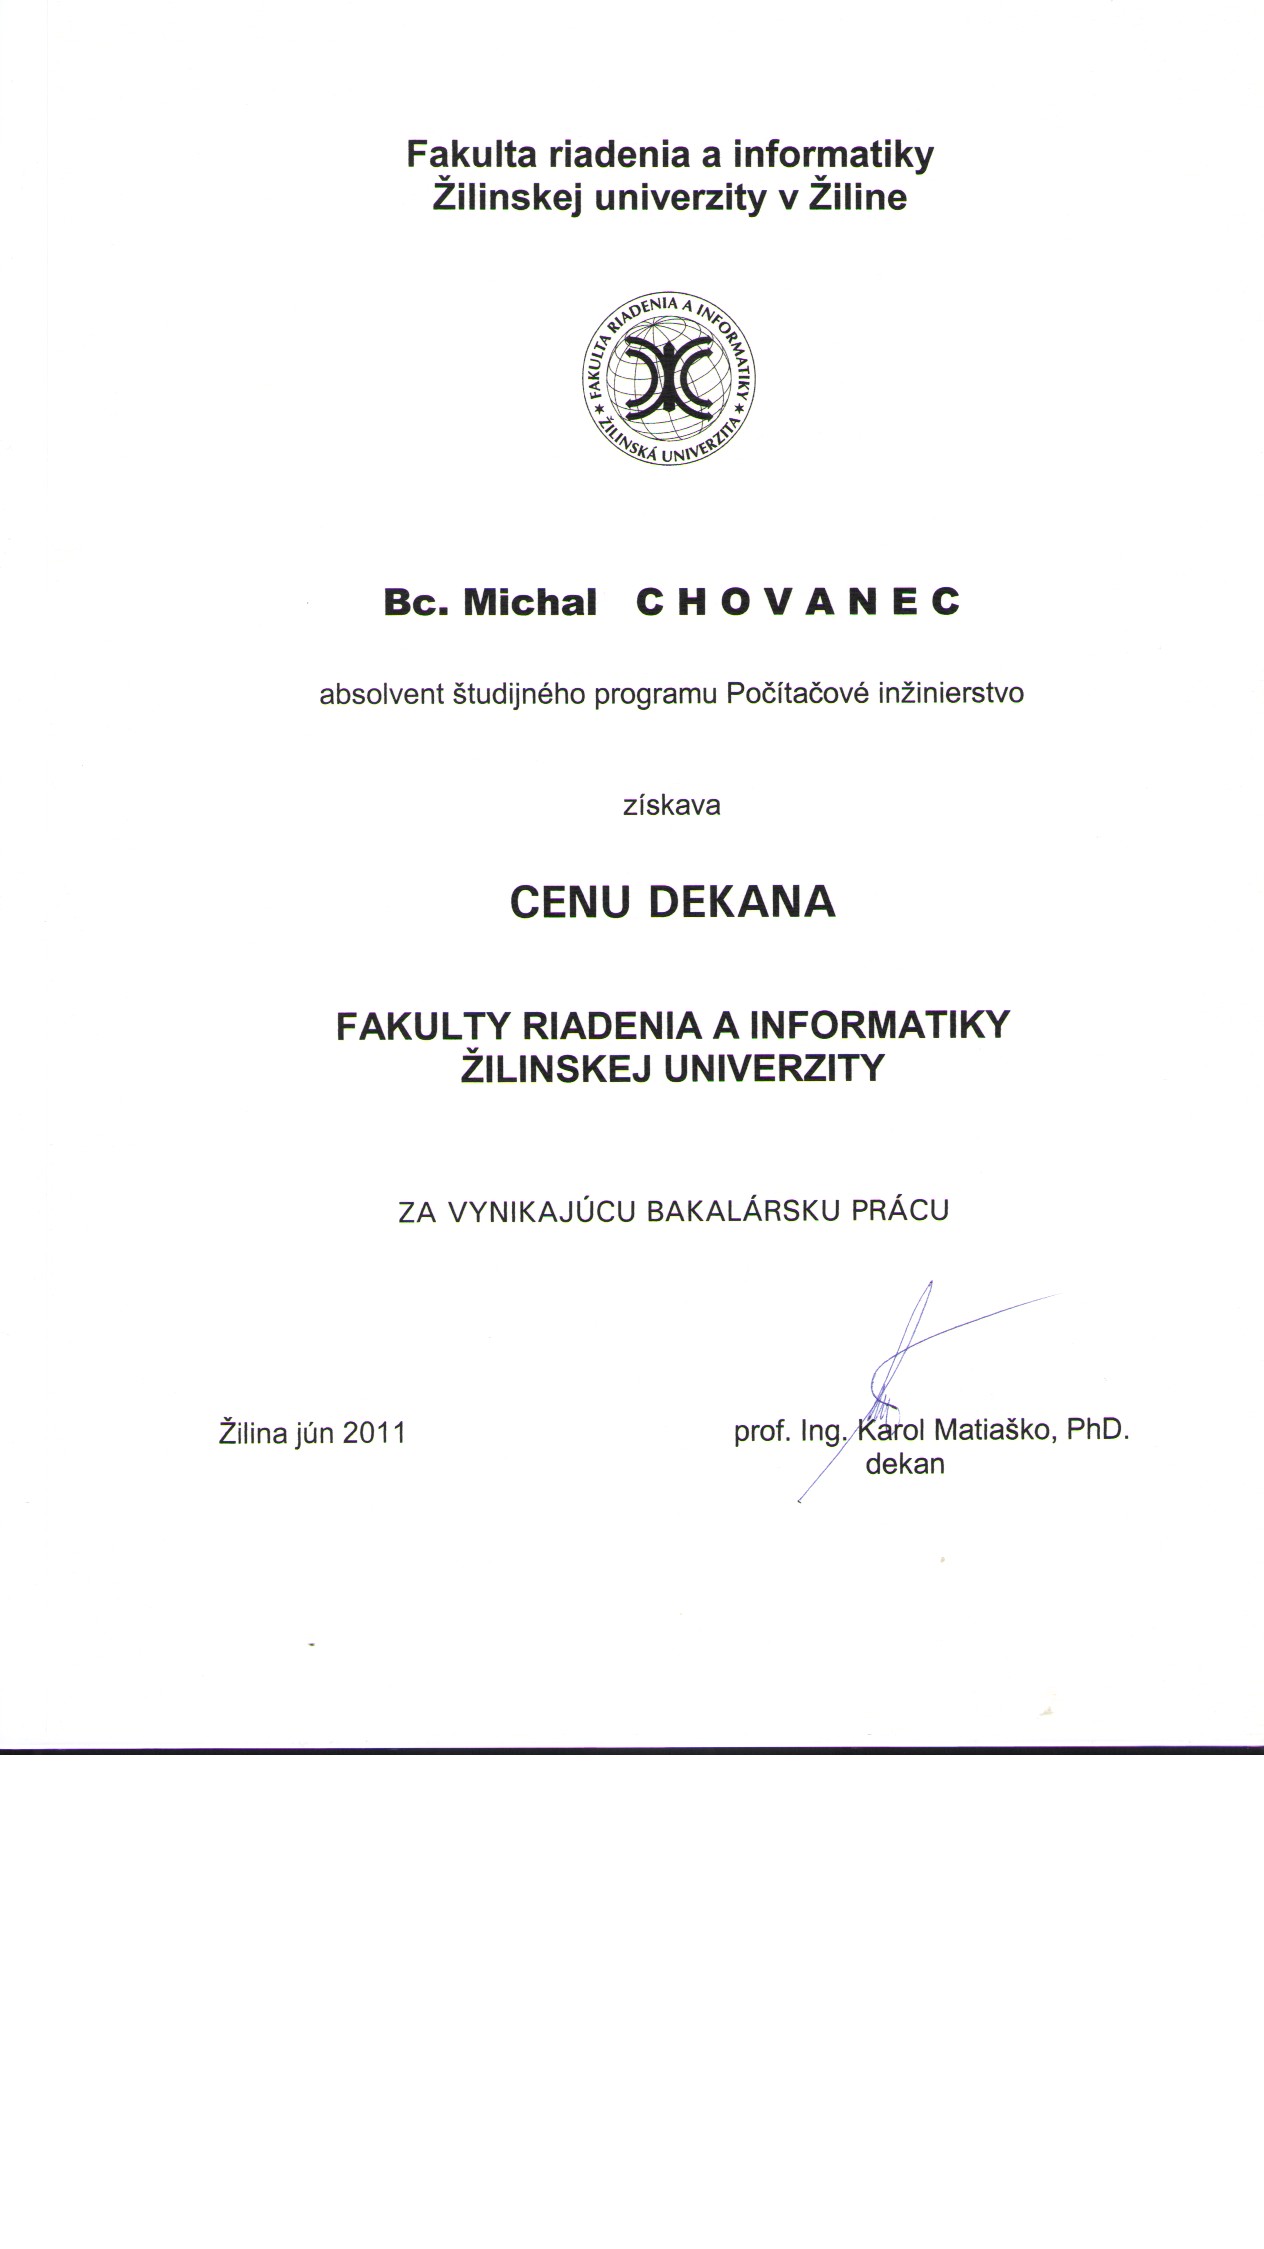 Fakulta riadenia a informatiky
Žilinskej univerzity v Žiline
FAKULTA RIADENIA A INFORMATIKY
ŽILINSKÁ UNIVERZITA
Bc. Michal C H O V A N E C
absolvent študijného programu Počítačové inžinierstvo
získava
CENU DEKANA
FAKULTY RIADENIA A INFORMATIKY
ŽILINSKEJ UNIVERZITY
ZA VYNIKAJÚCU BAKALÁRSKU PRÁCU
Žilina jún 2011
prof. Ing. Karol Matiaško, PhD.
dekan